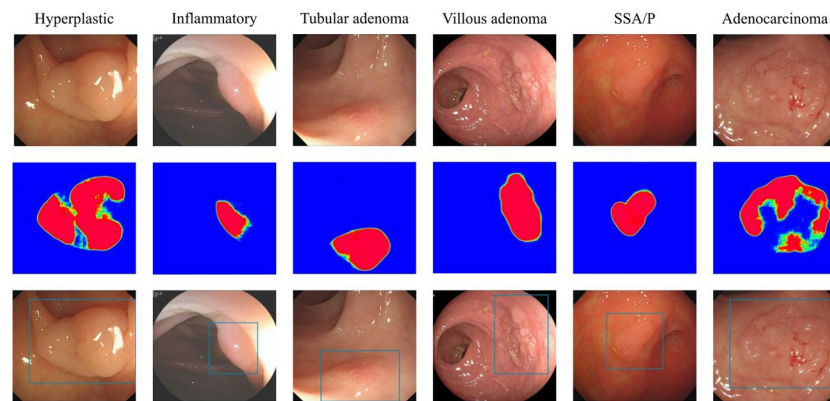 Hyperplastic
Inflammatory
Tubular adenoma
Villous adenoma
SSA/P
Adenocarcinoma